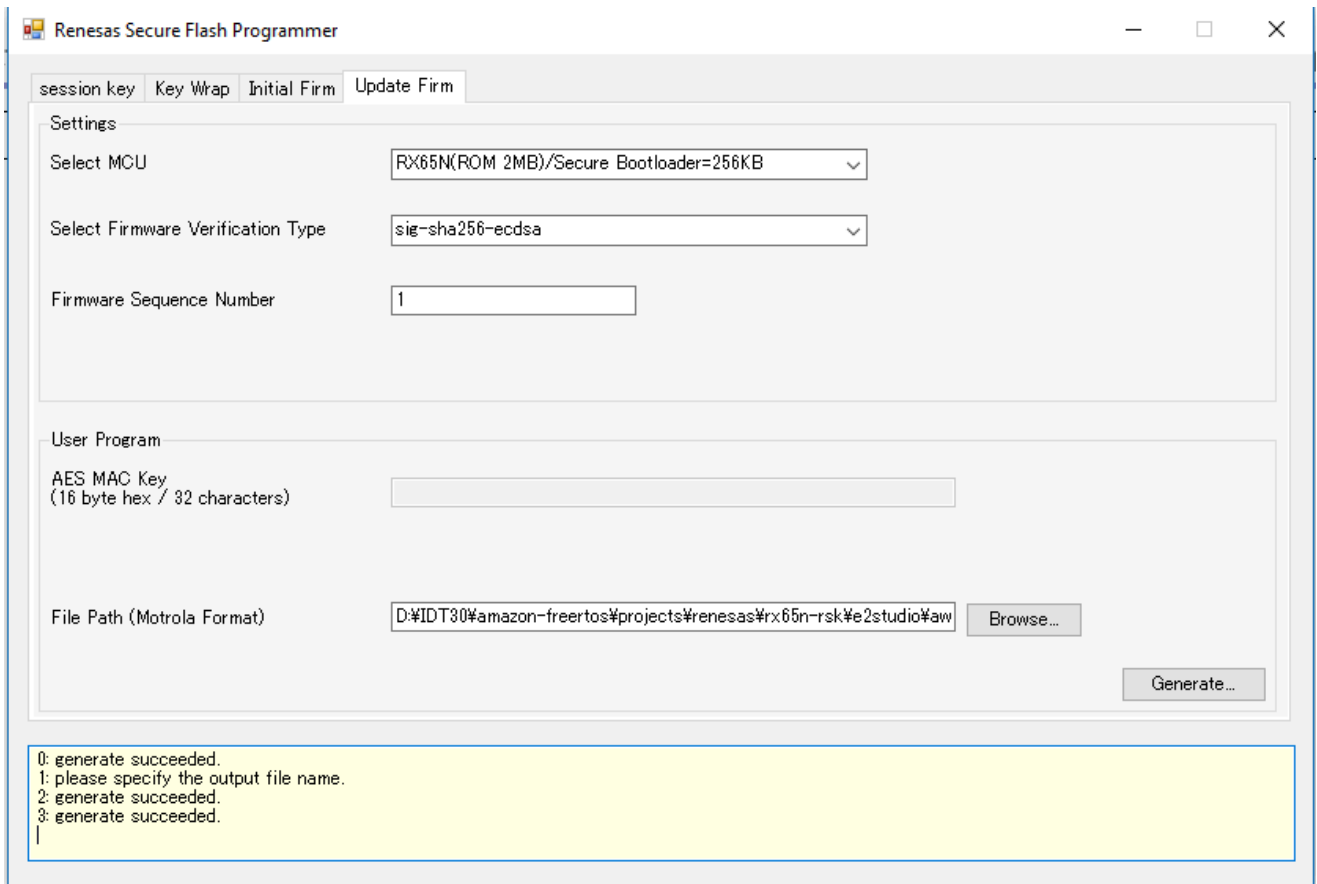 Renesas Secure Flash Programmer
session key Key Wrap Initial Firm Update Firm
Settings
Select MCU RX65N(ROM 2MB)/Secure Bootloader=256KB
Select Firmware Verification Type sig-sha256-ecdsa
Firmware Sequence Number 1
User Program
AES MAC Key
(16 byte hex / 32 characters)
File Path (Motrola Format) D:¥IDT30¥amazon-freertos¥projects¥renesas¥rx65n-rsk¥e2studio¥aw Browse...
Generate...
0: generate succeeded.
1: please specify the output file name.
2: generate succeeded.
3: generate succeeded.